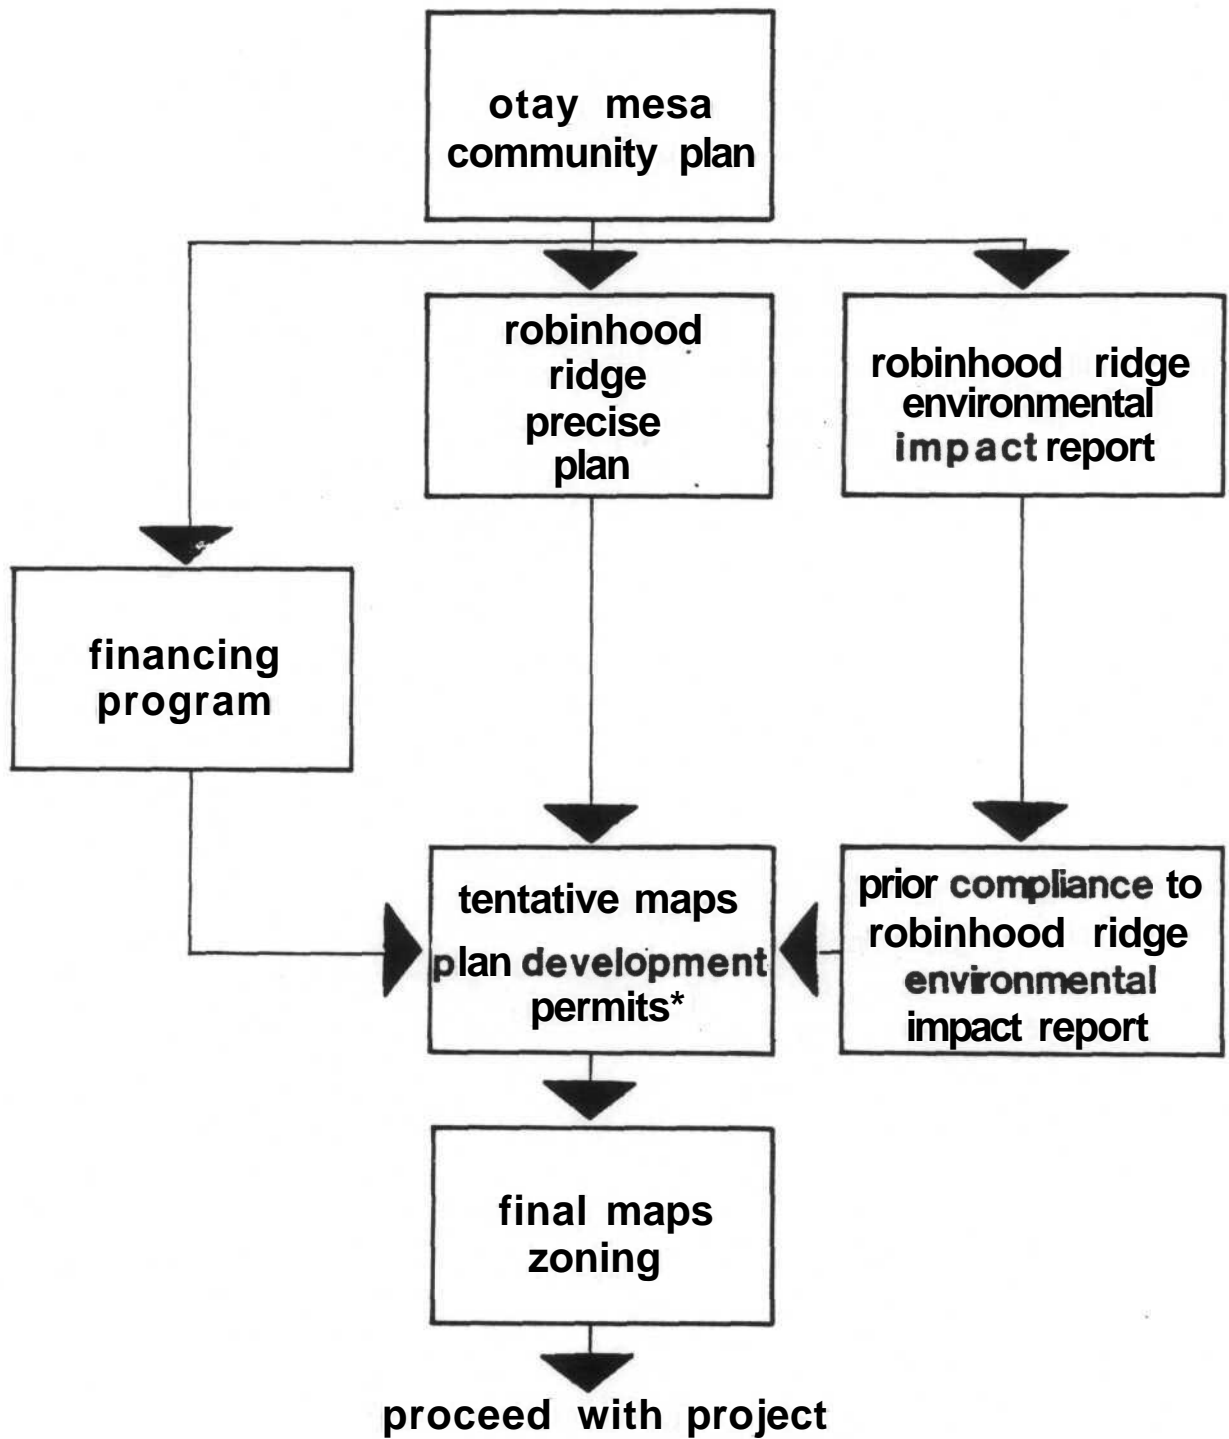 otay mesa
community plan
robinhood
ridge
precise
plan
robinhood ridge
environmental
impact report
financing
program
tentative maps
plan development
permits*
prior compliance to
robinhood ridge
environmental
impact report
final maps
zoning
proceed with project